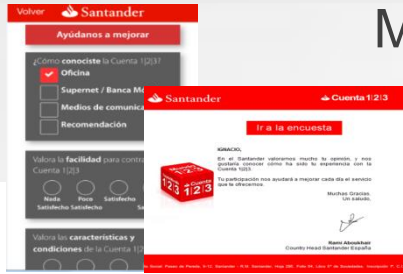 M
Volver
Santander
Ayúdanos a mejorar
¿Cómo conociste la Cuenta 1|2|3?
Oficina
Supernet / Banca Mó
Medios de comunica
Recomendación
Valora la facilidad para contra
Cuenta 1|2|3
Nada Poco Satisfecho
Satisfecho Satisfecho
Valora las características y
condiciones de la Cuenta 1|2
Santander
Cuenta 1|2|3
Ir a la encuesta
123 1|2|3
IGNACIO,
En el Santander valoramos mucho tu opinión, y nos
gustaría conocer cómo ha sido tu experiencia con la
Cuenta 1|2|3.
Tu participación nos ayudará a mejorar cada día el servicio
que te ofrecemos.
Muchas Gracias.
Un saludo,
Rami Aboukhair
Country Head Santander España